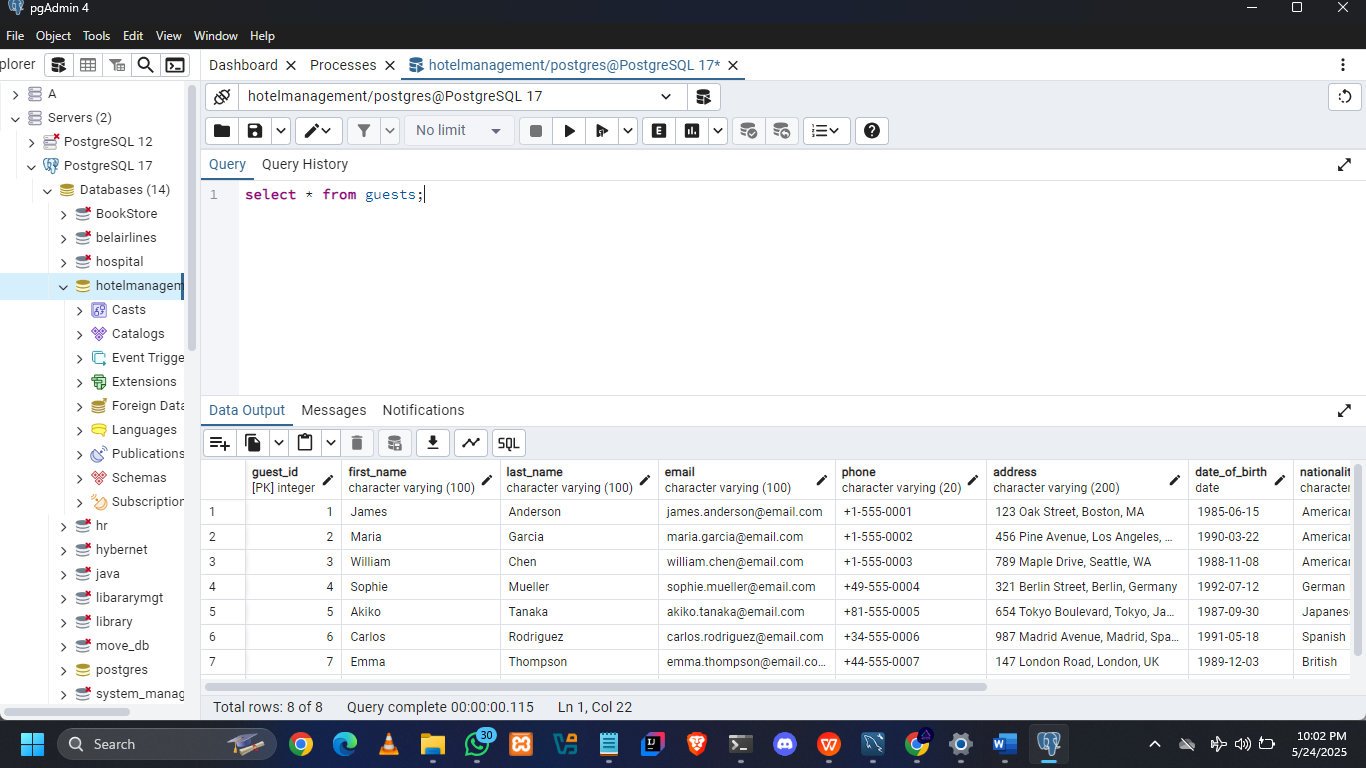 pgAdmin 4
File Object Tools Edit View Window Help
plorer
Dashboard Processes hotelmanagement/postgres@PostgreSQL 17*
A
Servers (2)
PostgreSQL 12
PostgreSQL 17
Databases (14)
BookStore
belairlines
hospital
hotelmanagem
Casts
Catalogs
Event Trigge
Extensions
Foreign Data
Languages
Publications
Schemas
Subscription
hr
hybernet
java
libararymgt
library
move_db
postgres
system_manag
hotelmanagement/postgres@PostgreSQL 17
No limit E
Query Query History
1 select * from guests;
Data Output Messages Notifications
SQL
guest_id first_name last_name email phone address date_of_birth nationalit
[PK] integer character varying (100) character varying (100) character varying (100) character varying (20) character varying (200) date character
1 1 James Anderson james.anderson@email.com +1-555-0001 123 Oak Street, Boston, MA 1985-06-15 American
2 2 Maria Garcia maria.garcia@email.com +1-555-0002 456 Pine Avenue, Los Angeles, ... 1990-03-22 American
3 3 William Chen william.chen@email.com +1-555-0003 789 Maple Drive, Seattle, WA 1988-11-08 American
4 4 Sophie Mueller sophie.mueller@email.com +49-555-0004 321 Berlin Street, Berlin, Germany 1992-07-12 German
5 5 Akiko Tanaka akiko.tanaka@email.com +81-555-0005 654 Tokyo Boulevard, Tokyo, Ja... 1987-09-30 Japanese
6 6 Carlos Rodriguez carlos.rodriguez@email.com +34-555-0006 987 Madrid Avenue, Madrid, Spa... 1991-05-18 Spanish
7 7 Emma Thompson emma.thompson@email.co... +44-555-0007 147 London Road, London, UK 1989-12-03 British
Total rows: 8 of 8 Query complete 00:00:00.115 Ln 1, Col 22
Search 30 10:02 PM
5/24/2025